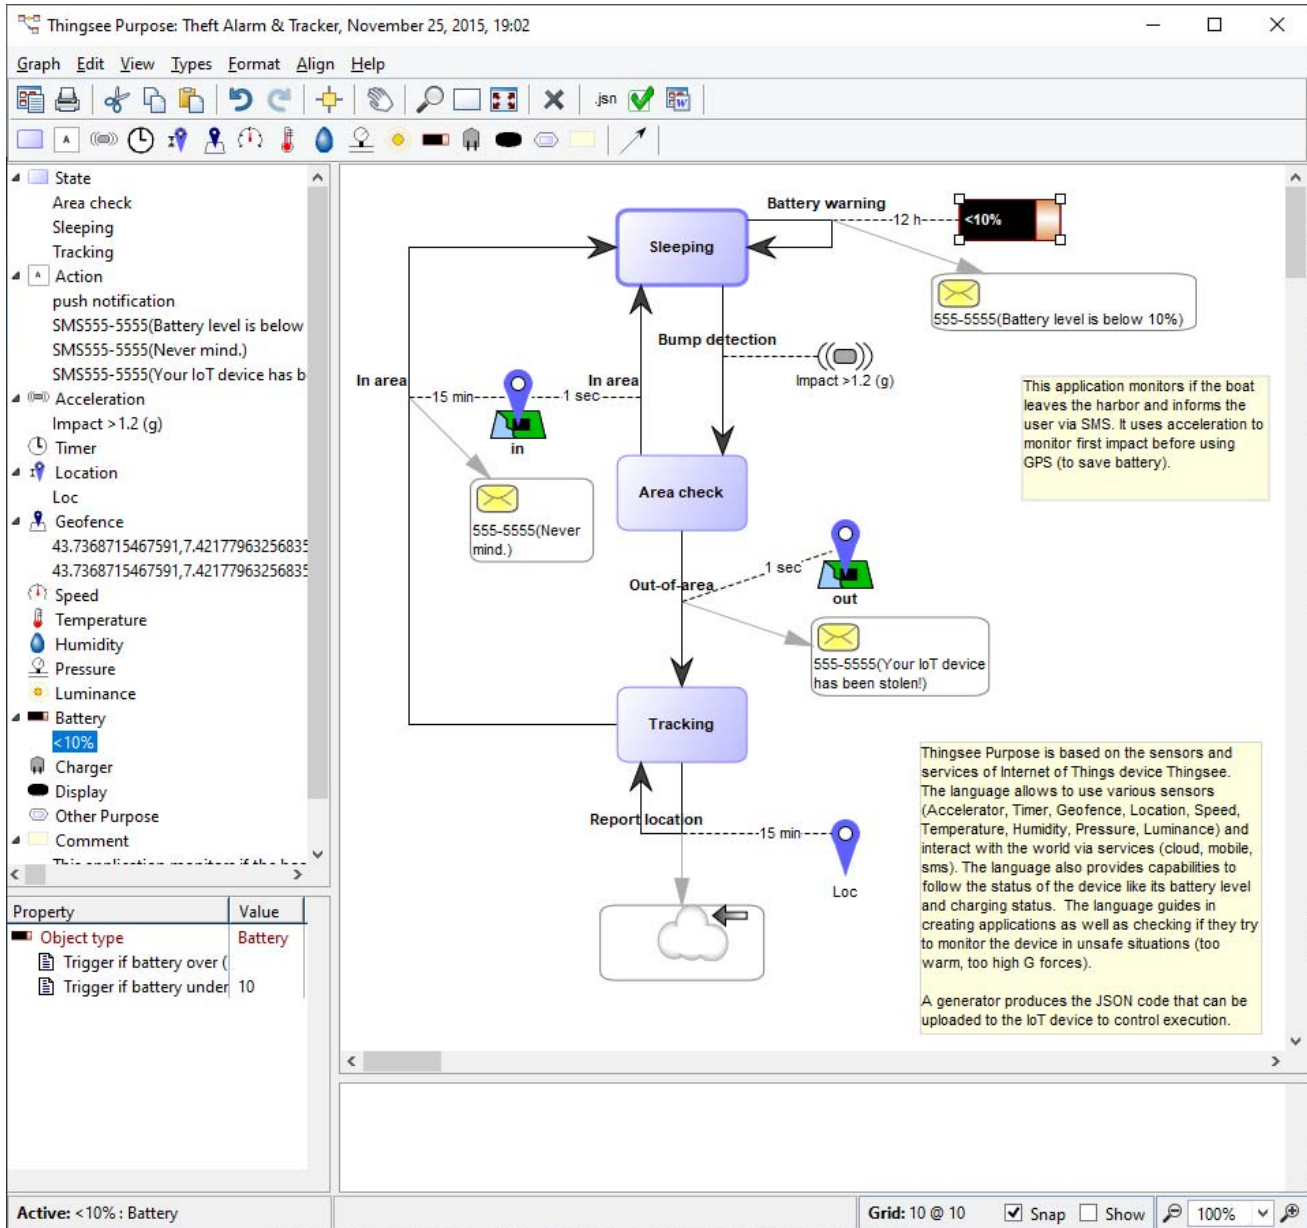 Thingsee Purpose: Theft Alarm & Tracker, November 25, 2015, 19:02
Graph Edit View Types Format Align Help
.jsn
W
A
State
Area check
Sleeping
Tracking
A Action
push notification
SMS555-5555(Battery level is below
SMS555-5555(Never mind.)
SMS555-5555(Your IoT device has b
Acceleration
Impact >1.2 (g)
Timer
Location
Loc
Geofence
43.7368715467591,7.42177963256835
43.7368715467591,7.42177963256835
Speed
Temperature
Humidity
Pressure
Luminance
Battery
<10%
Charger
Display
Other Purpose
Comment
This application monitors if the boa
Property Value
Object type Battery
Trigger if battery over (
Trigger if battery under 10
Battery warning
12 h
<10%
Sleeping
555-5555(Battery level is below 10%)
Bump detection
Impact >1.2 (g)
In area
15 min
In area
1 sec
in
This application monitors if the boat
leaves the harbor and informs the
user via SMS. It uses acceleration to
monitor first impact before using
GPS (to save battery).
Area check
555-5555(Never
mind.)
1 sec
Out-of-area
out
555-5555(Your IoT device
has been stolen!)
Tracking
Report location
15 min
Loc
Thingsee Purpose is based on the sensors and
services of Internet of Things device Thingsee.
The language allows to use various sensors
(Accelerator, Timer, Geofence, Location, Speed,
Temperature, Humidity, Pressure, Luminance) and
interact with the world via services (cloud, mobile,
sms). The language also provides capabilities to
follow the status of the device like its battery level
and charging status. The language guides in
creating applications as well as checking if they try
to monitor the device in unsafe situations (too
warm, too high G forces).
A generator produces the JSON code that can be
uploaded to the IoT device to control execution.
Active: <10% : Battery
Grid: 10 @ 10
Snap
Show
100%